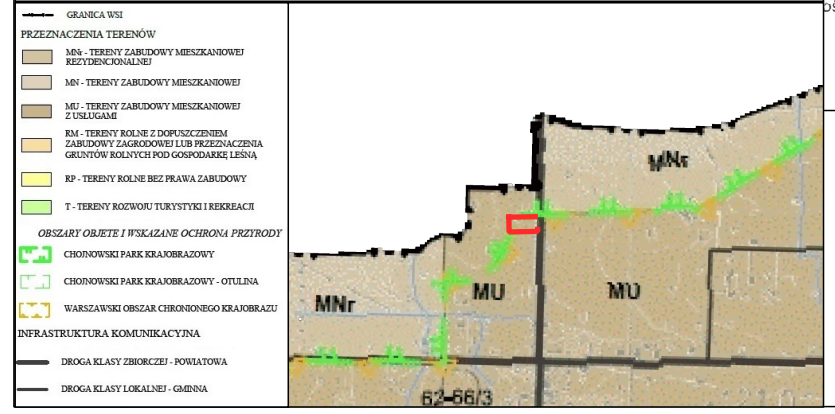 GRANICA WSI
PRZEZNACZENIA TERENÓW
MNr - TERENY ZABUDOWY MIESZKANIOWEJ
REZYDENCJONALNEJ
MN - TERENY ZABUDOWY MIESZKANIOWEJ
MU - TERENY ZABUDOWY MIESZKANIOWEJ
Z USŁUGAMI
RM - TERENY ROLNE Z DOPUSZCZENIEM
ZABUDOWY ZAGRODOWEJ LUB PRZEZNACZENIA
GRUNTÓW ROLNYCH POD GOSPODARKĘ LEŚNĄ
RP - TERENY ROLNE BEZ PRAWA ZABUDOWY
T - TERENY ROZWOJU TURYSTYKI I REKREACJI
OBSZARY OBJĘTE I WSKAZANE OCHRONĄ PRZYRODY
CHOJNOWSKI PARK KRAJOBRAZOWY
CHOJNOWSKI PARK KRAJOBRAZOWY - OTULINA
WARSZAWSKI OBSZAR CHRONIONEGO KRAJOBRAZU
INFRASTRUKTURA KOMUNIKACYJNA
DROGA KLASY ZBIORCZEJ - POWIATOWA
DROGA KLASY LOKALNEJ - GMINNA
MNr
MNr
MU
MU
62-66/3